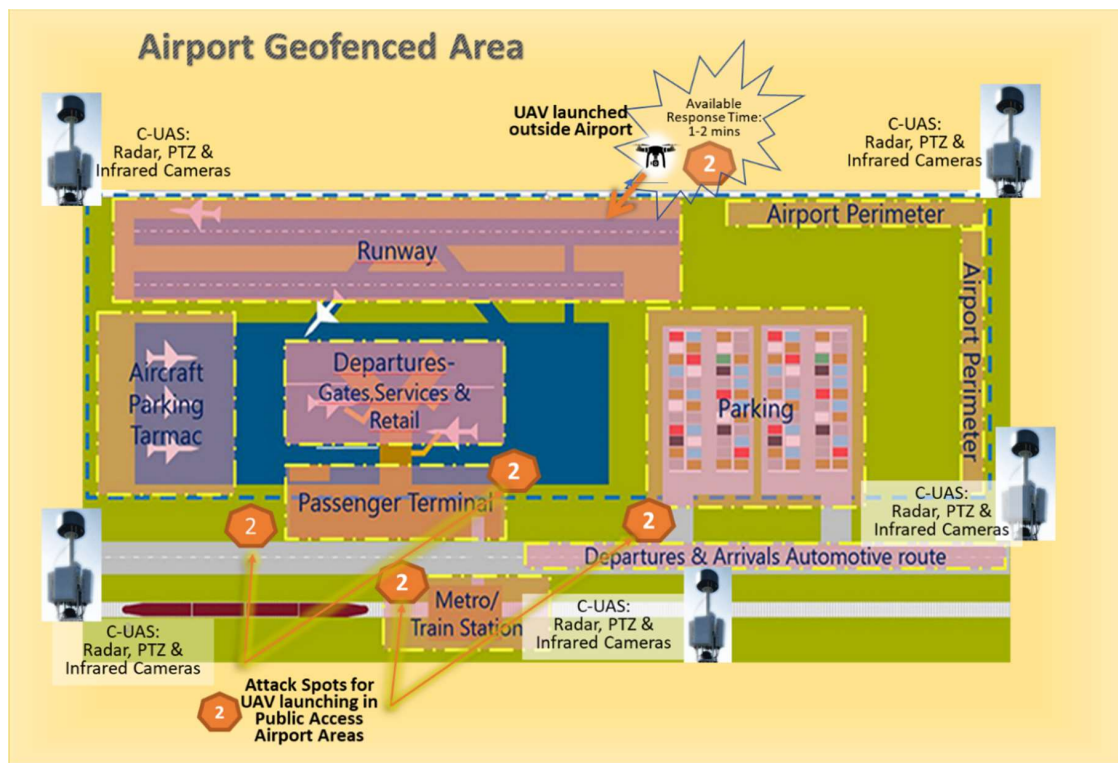 Airport Geofenced Area
C-UAS:
Radar, PTZ &
Infrared Cameras
UAV launched
outside Airport
Available
Response Time:
1-2 mins
2
C-UAS:
Radar, PTZ &
Infrared Cameras
Airport Perimeter
Runway
Airport Perimeter
Aircraft
Parking
Tarmac
Departures-
Gates,Services &
Retail
Parking
Passenger Terminal
2
2
2
C-UAS:
Radar, PTZ &
Infrared Cameras
Departures & Arrivals Automotive route
2
Metro/
Train Station
C-UAS:
Radar, PTZ &
Infrared Cameras
C-UAS:
Radar, PTZ &
Infrared Cameras
2
Attack Spots for
UAV launching in
Public Access
Airport Areas